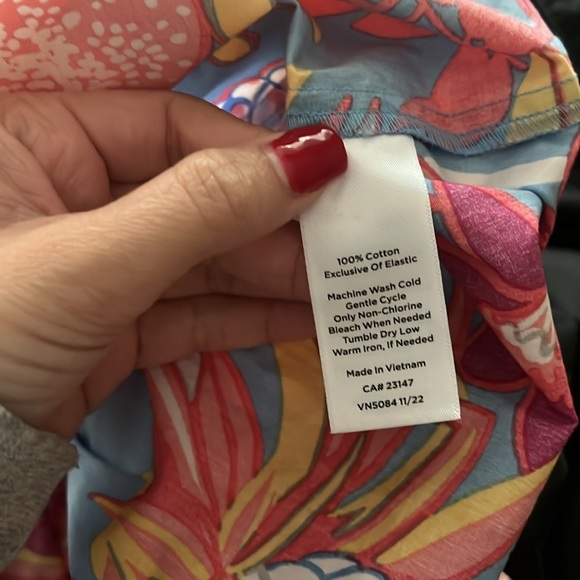 100% Cotton
Exclusive Of Elastic
Machine Wash Cold
Gentle Cycle
Only Non-Chlorine
Bleach When Needed
Tumble Dry Low
Warm Iron, If Needed
Made In Vietnam
CA# 23147
VN5084 11/22